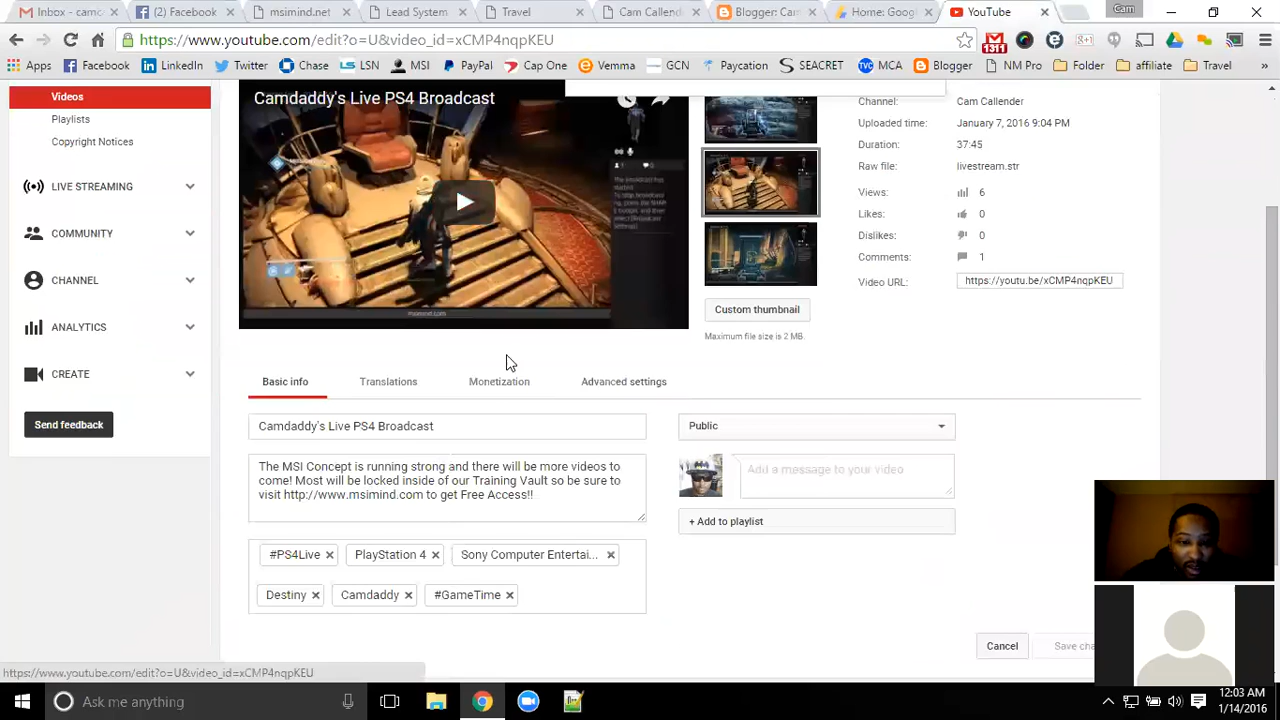 Inbox - camc
(2) Facebook
msimind.net
Lead System
Travel
Cam Callende
Blogger: Cam
Home: Googl
YouTube
Cam
https://www.youtube.com/edit?o=U&video_id=xCMP4nqpKEU
1311
Apps
Facebook
LinkedIn
Twitter
Chase
LSN
MSI
PayPal
Cap One
Vemma
GCN
Paycation
SEACRET
MCA
Blogger
NM Pro
Folder
affiliate
Travel
Videos
Playlists
Copyright Notices
LIVE STREAMING
COMMUNITY
CHANNEL
ANALYTICS
CREATE
Send feedback
Camdaddy's Live PS4 Broadcast
Custom thumbnail
Maximum file size is 2 MB.
Channel: Cam Callender
Uploaded time: January 7, 2016 9:04 PM
Duration: 37:45
Raw file: livestream.str
Views: 6
Likes: 0
Dislikes: 0
Comments: 1
Video URL: https://youtu.be/xCMP4nqpKEU
Basic info
Translations
Monetization
Advanced settings
Camdaddy's Live PS4 Broadcast
Public
The MSI Concept is running strong and there will be more videos to
come! Most will be locked inside of our Training Vault so be sure to
visit http://www.msimind.com to get Free Access!!
Add a message to your video
+ Add to playlist
#PS4Live
PlayStation 4
Sony Computer Entertai...
Destiny
Camdaddy
#GameTime
Cancel
Save cha
https://www.youtube.com/edit?o=U&video_id=xCMP4nqpKEU
Ask me anything
12:03 AM
1/14/2016